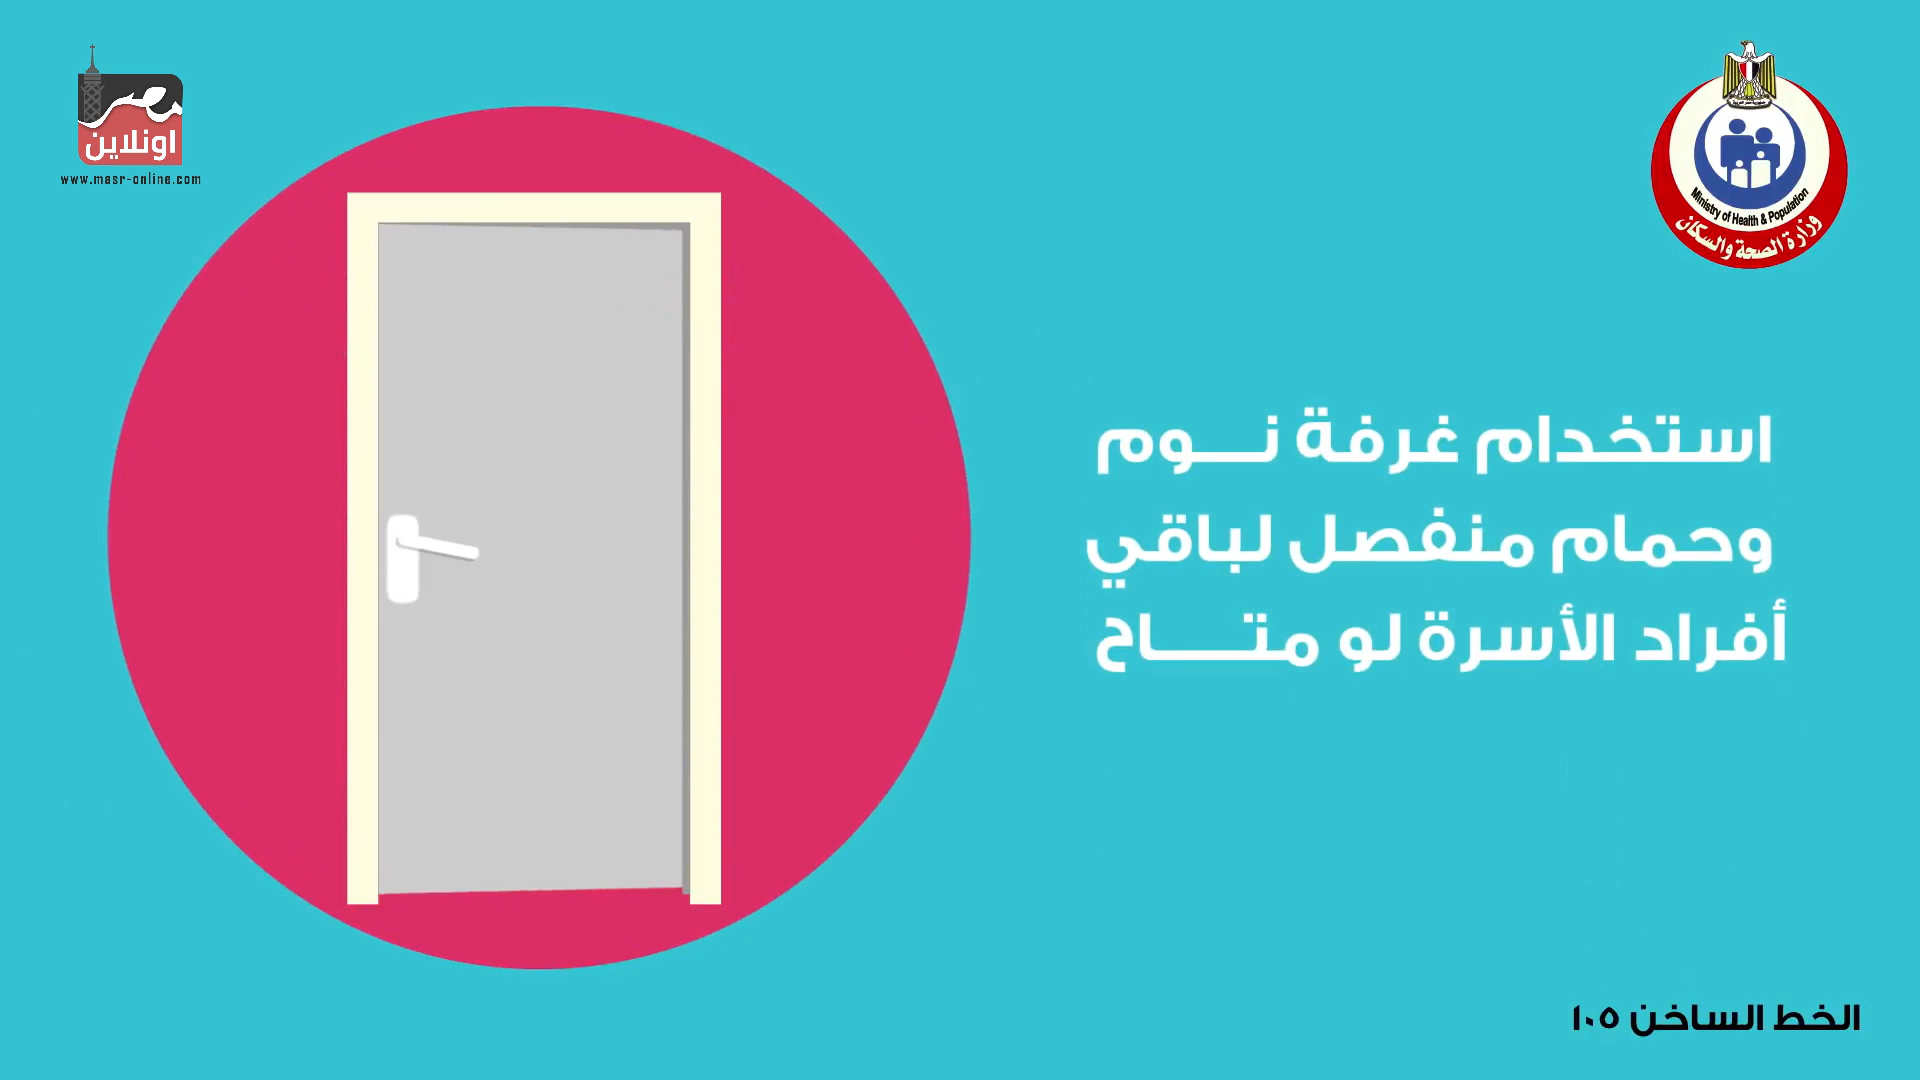 مصر
اونلاين
www.masr-online.com
Ministry of Health & Population
وزارة الصحة والسكان
استخدام غرفة نـــوم
وحمام منفصل لباقي
أفراد الأسرة لو متـــــاح
الخط الساخن ١٠٥